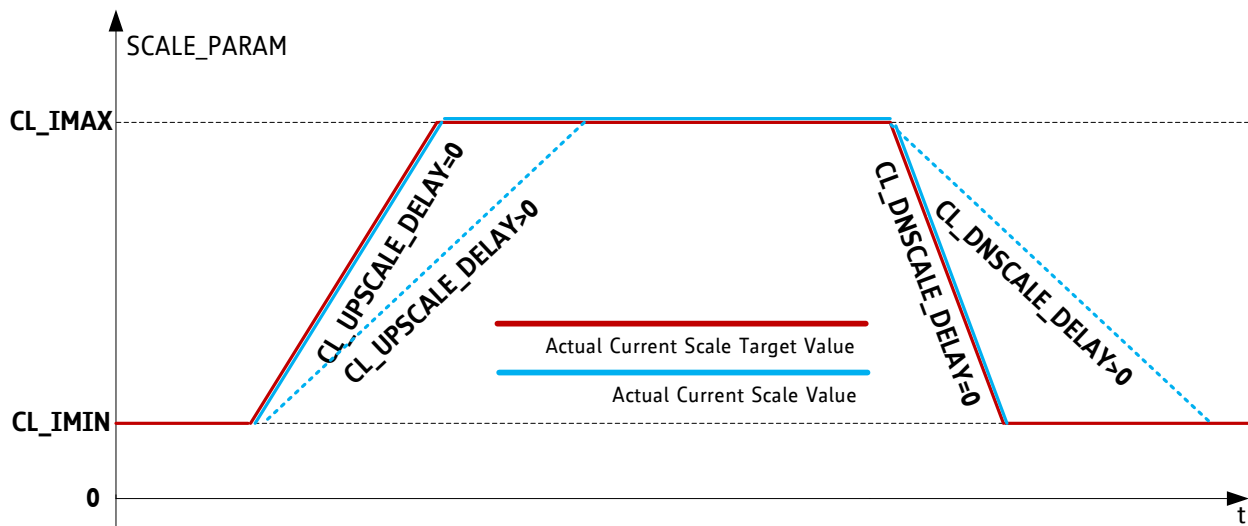 SCALE_PARAM
CL_IMAX
CL_UPSCALE_DELAY=0
CL_UPSCALE_DELAY>0
CL_DNSCALE_DELAY=0
CL_DNSCALE_DELAY>0
Actual Current Scale Target Value
Actual Current Scale Value
CL_IMIN
0
t